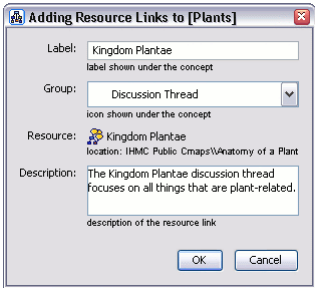 Adding Resource Links to [Plants]
Label: Kingdom Plantae
label shown under the concept
Group: Discussion Thread
icon shown under the concept
Resource: Kingdom Plantae
location: IHMC Public Cmaps\\Anatomy of a Plant
Description: The Kingdom Plantae discussion thread
focuses on all things that are plant-related.
description of the resource link
OK Cancel